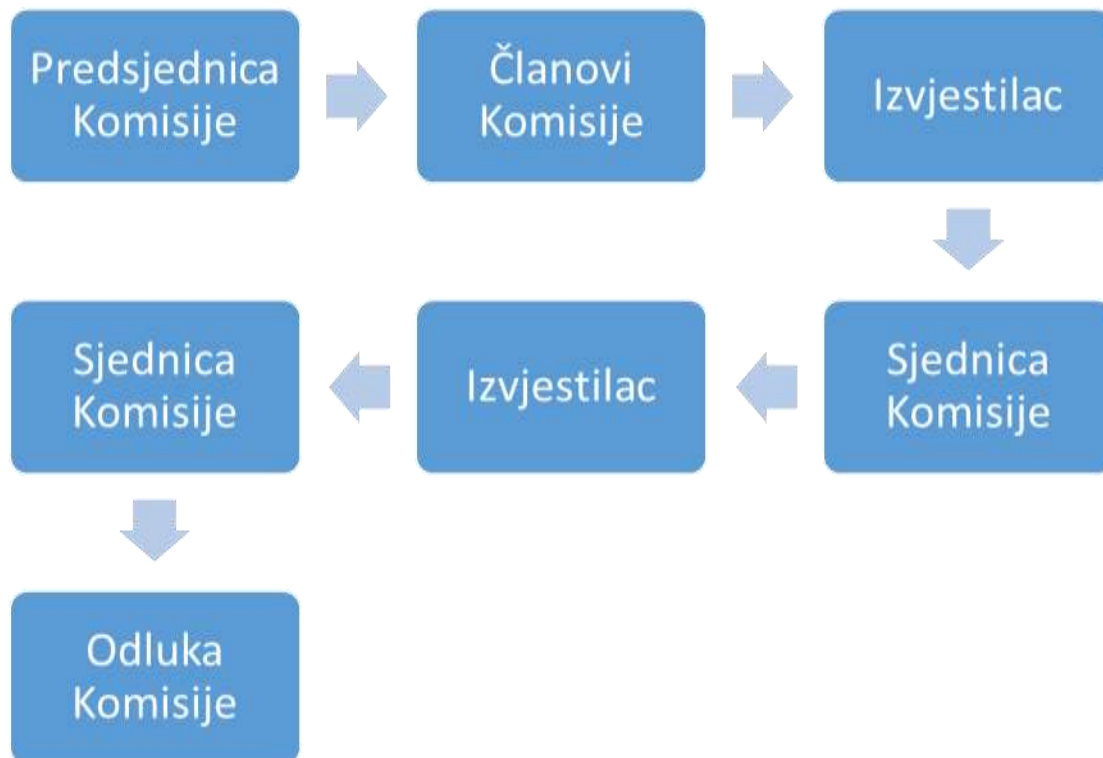 Predsjednica
Komisije
Članovi
Komisije
Izvjestilac
Sjednica
Komisije
Izvjestilac
Sjednica
Komisije
Odluka
Komisije